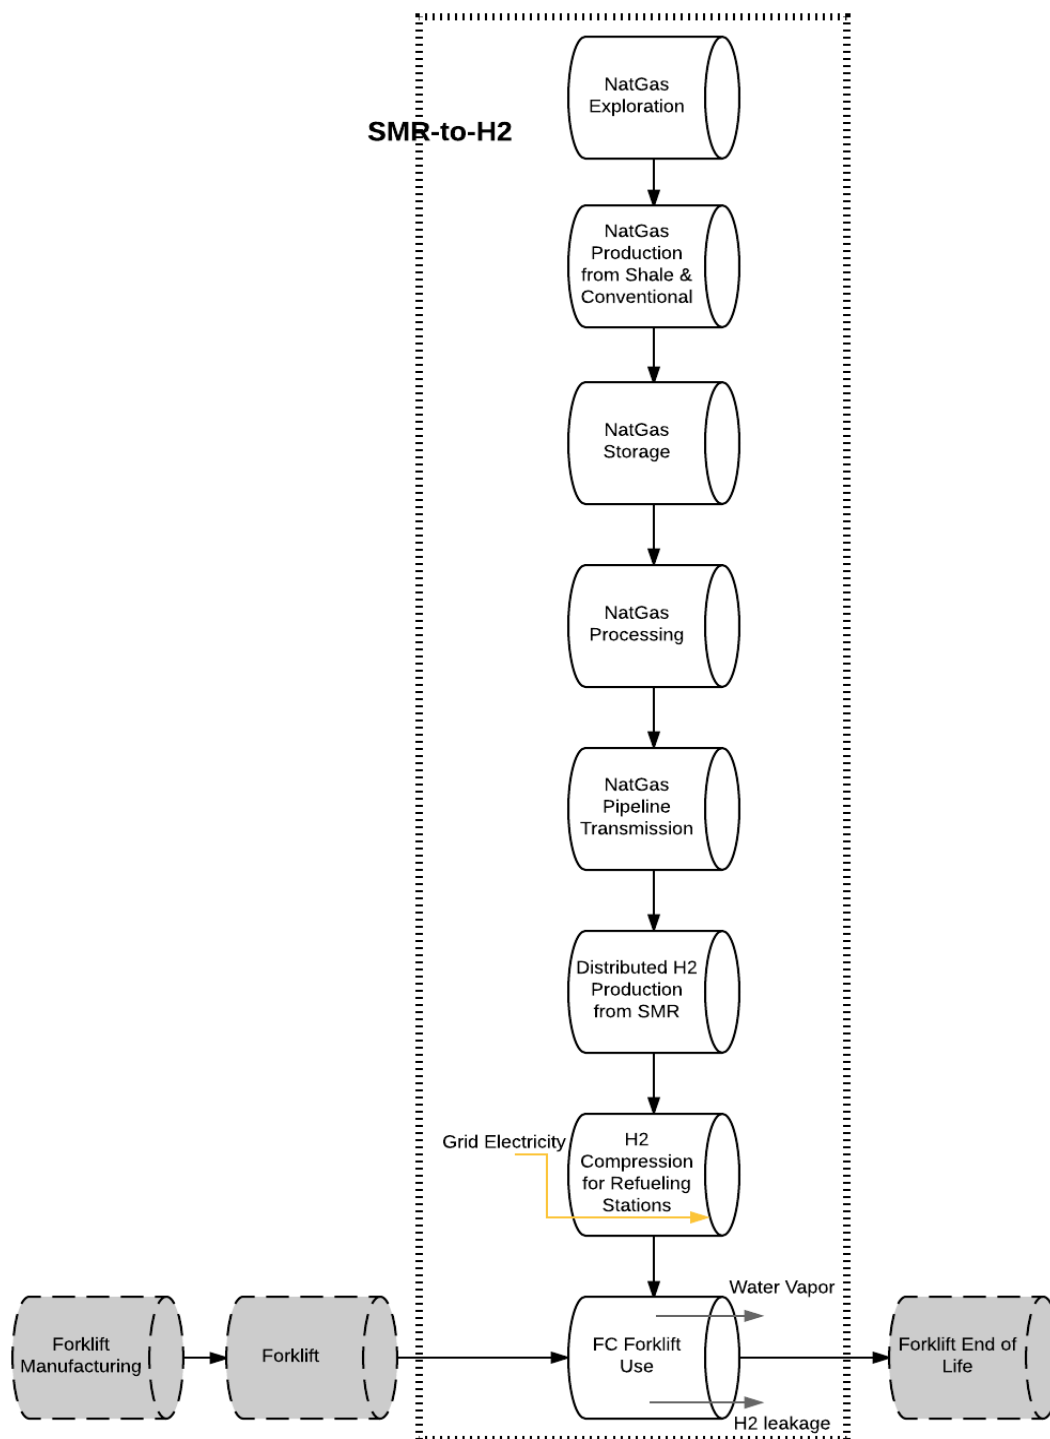 NatGas
Exploration
SMR-to-H2
NatGas
Production
from Shale &
Conventional
NatGas
Storage
NatGas
Processing
NatGas
Pipeline
Transmission
Distributed H2
Production
from SMR
Grid Electricity
H2
Compression
for Refueling
Stations
Water Vapor
Forklift
Manufacturing
Forklift
FC Forklift
Use
Forklift End of
Life
H2 leakage